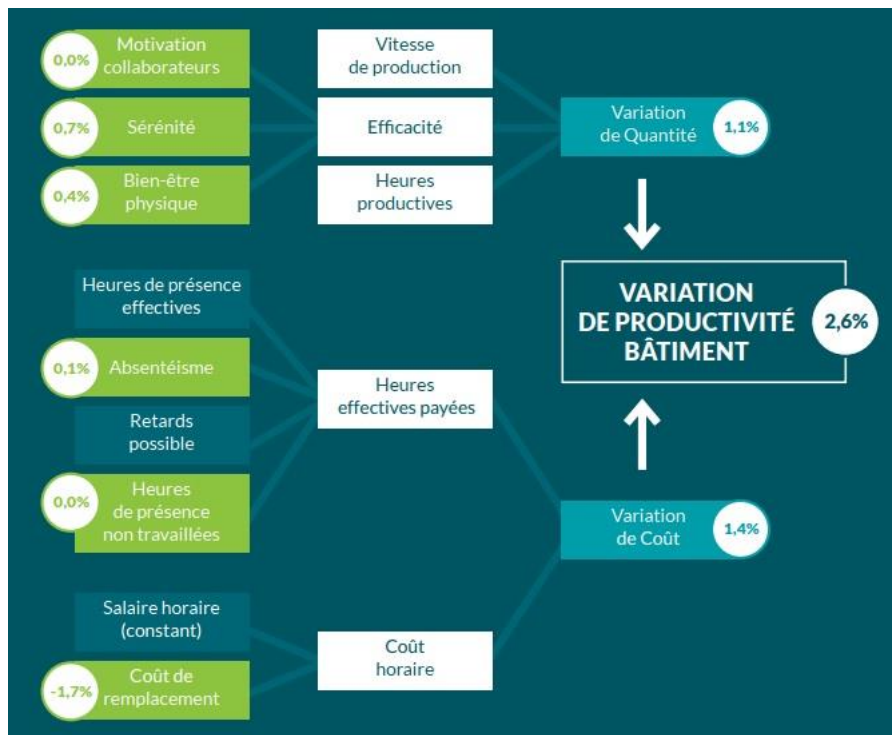 0,0%
Motivation
collaborateurs
0,7%
Sérénité
0,4%
Bien-être
physique
Vitesse
de production
Efficacité
Heures
productives
Variation
de Quantité
1,1%
Heures de présence
effectives
0,1%
Absentéisme
Retards
possible
0,0%
Heures
de présence
non travaillées
Heures
effectives payées
VARIATION
DE PRODUCTIVITÉ
BÂTIMENT
2,6%
Variation
de Coût
1,4%
Salaire horaire
(constant)
-1,7%
Coût de
remplacement
Coût
horaire